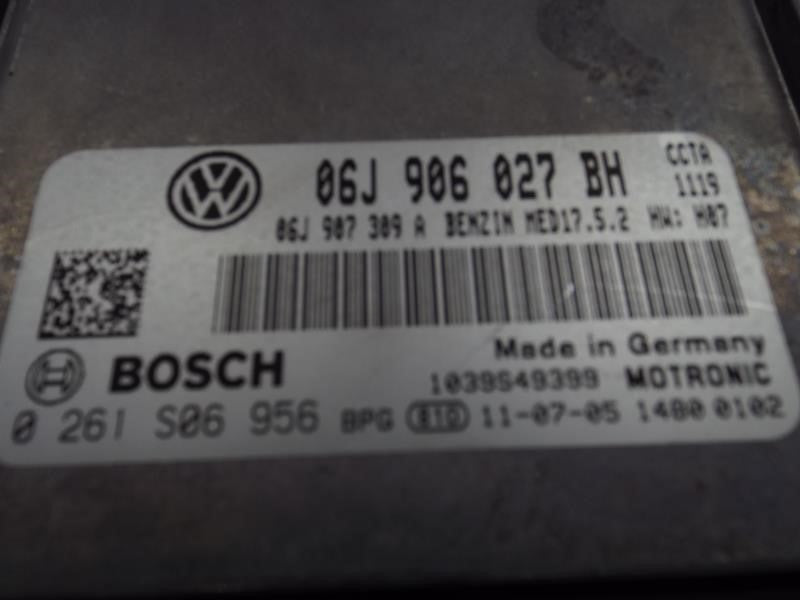 06J 906 027 BH CCTA
1119
06J 907 309 A BENZIN MED17.5.2 HW: H07
Made in Germany
BOSCH 1039S49399 MOTRONIC
0 261 S06 956 BPG 810 11-07-05 1480 0102